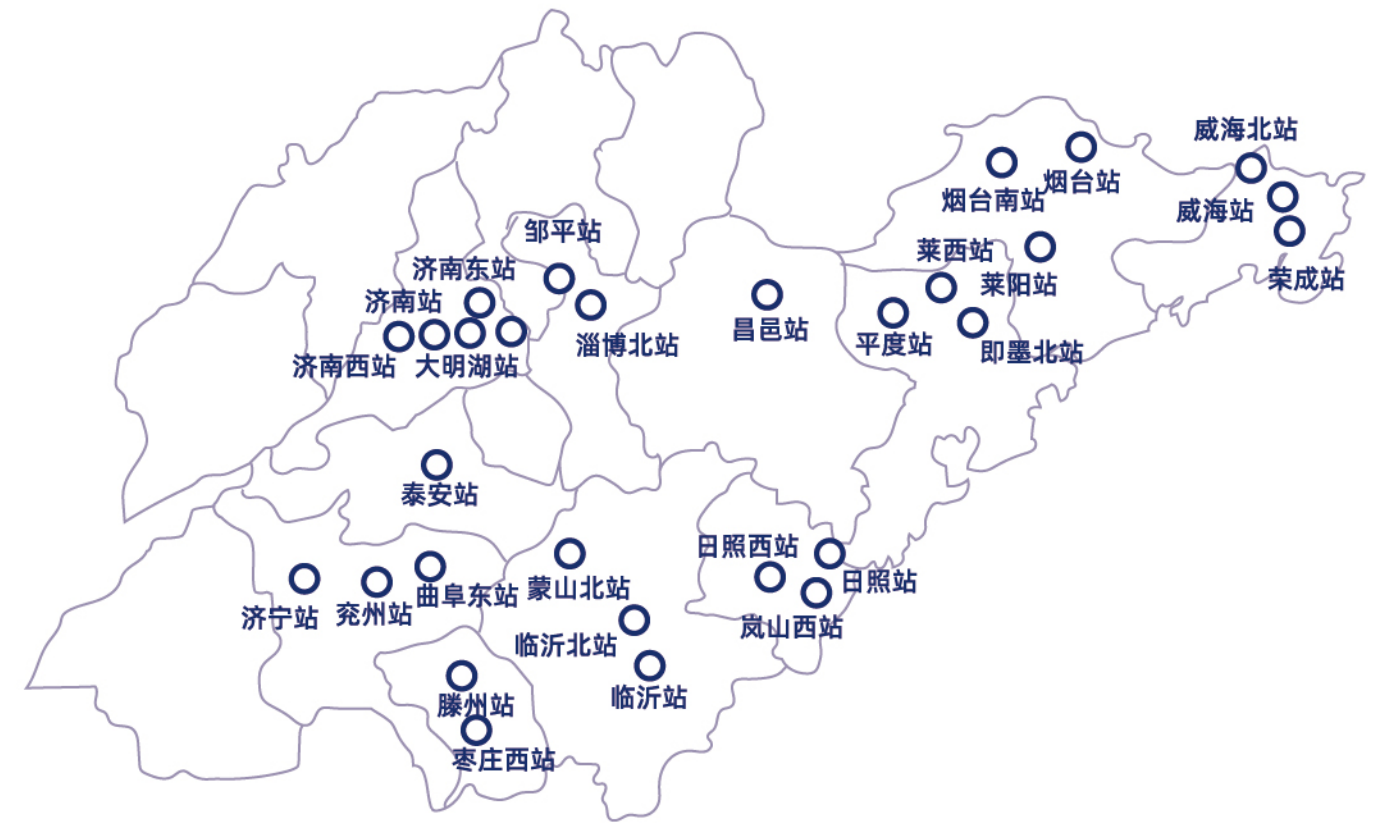 威海北站
烟台站
烟台南站
威海站
邹平站
莱西站
济南东站
莱阳站
荣成站
济南站
昌邑站
平度站
淄博北站
即墨北站
济南西站
大明湖站
泰安站
日照西站
日照站
蒙山北站
曲阜东站
兖州站
济宁站
岚山西站
临沂北站
临沂站
滕州站
枣庄西站